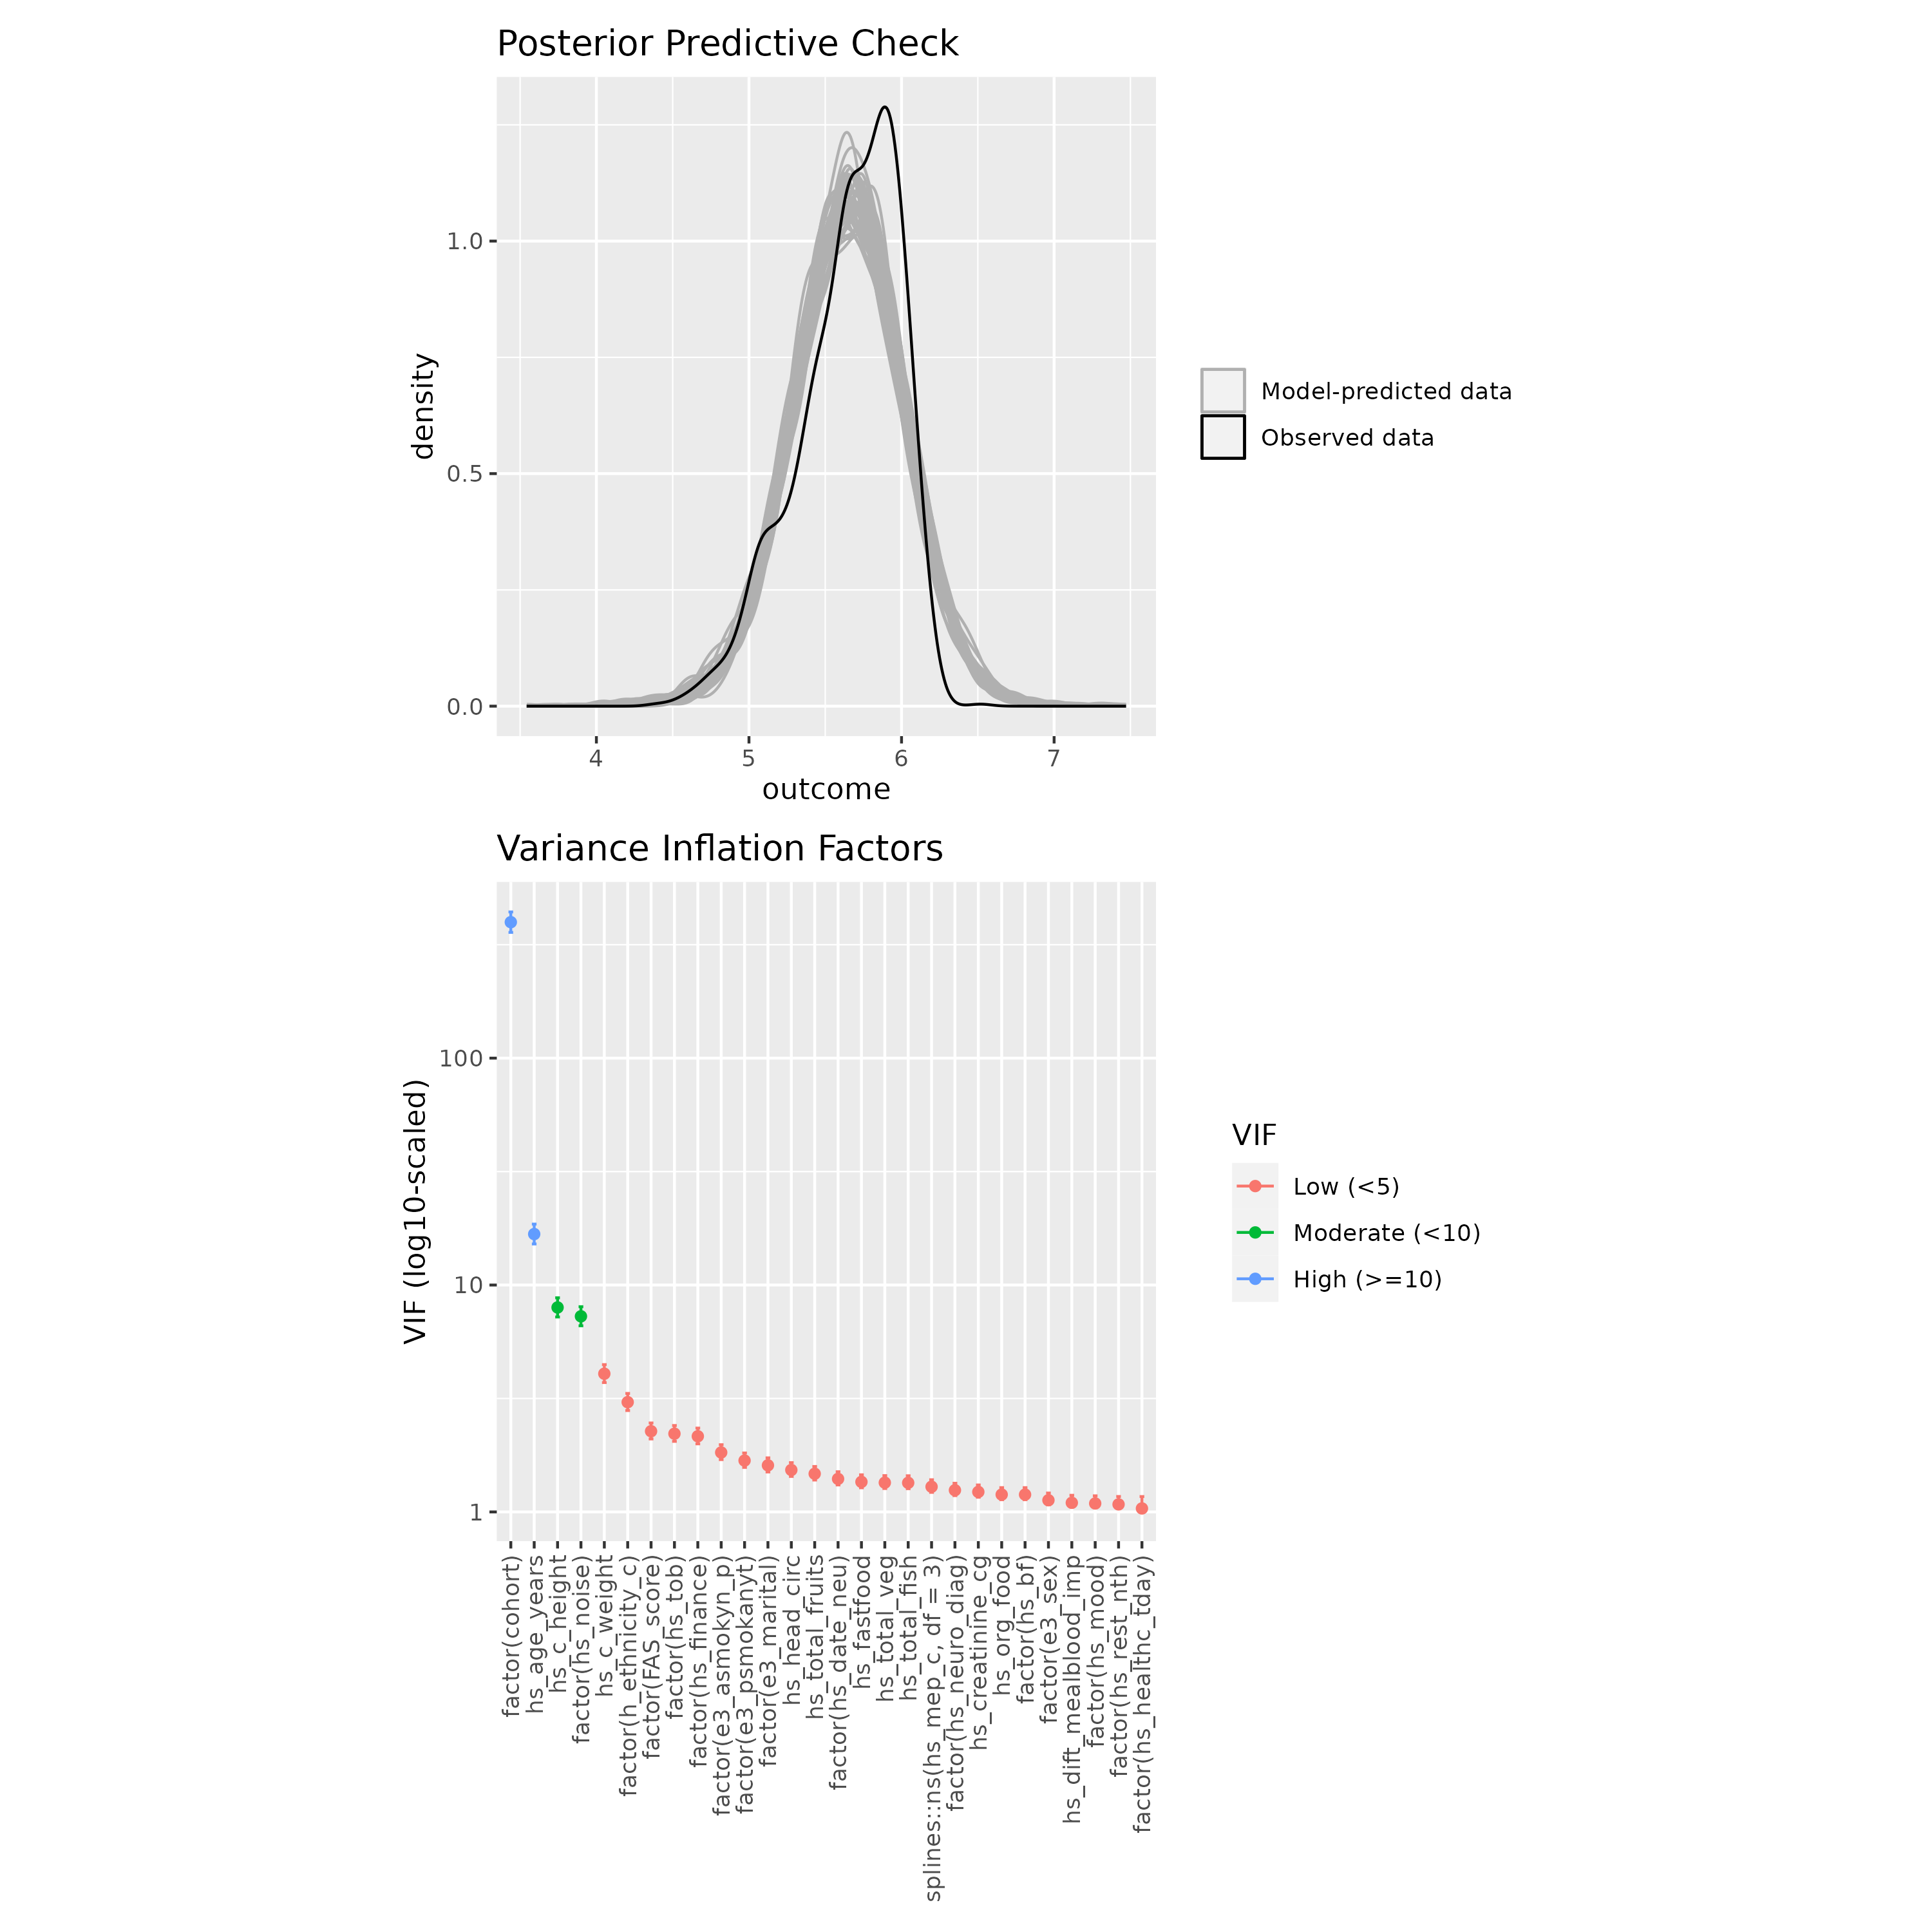 Posterior Predictive Check
density
1.0
0.5
0.0
4 5 6 7
outcome
Model-predicted data
Observed data
Variance Inflation Factors
VIF (log10-scaled)
100
10
1
factor(cohort)
hs_age_years
hs_c_height
factor(hs_noise)
hs_c_weight
factor(h_ethnicity_c)
factor(FAS_score)
factor(hs_tob)
factor(hs_finance)
factor(e3_asmokyn_p)
factor(e3_psmokanyt)
factor(e3_marital)
hs_head_circ
hs_total_fruits
factor(hs_date_neu)
hs_fastfood
hs_total_veg
hs_total_fish
splines::ns(hs_mep_c, df = 3)
factor(hs_neuro_diag)
hs_creatinine_cg
hs_org_food
factor(hs_bf)
factor(e3_sex)
hs_dift_mealblood_imp
factor(hs_mood)
factor(hs_rest_nth)
factor(hs_healthc_tday)
VIF
Low (<5)
Moderate (<10)
High (>=10)